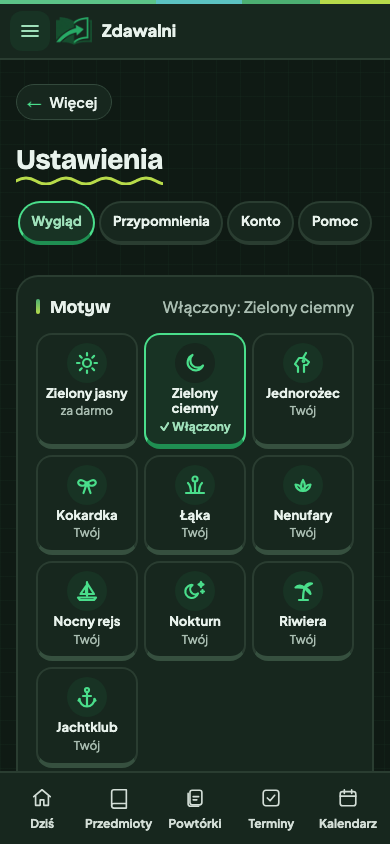 Zdawalni
← Więcej
Ustawienia
Wygląd Przypomnienia Konto Pomoc
Motyw Włączony: Zielony ciemny
Zielony jasny
za darmo
Zielony
ciemny
✓ Włączony
Jednorożec
Twój
Kokardka
Twój
Łąka
Twój
Nenufary
Twój
Nocny rejs
Twój
Nokturn
Twój
Riwiera
Twój
Jachtklub
Twój
Dziś Przedmioty Powtórki Terminy Kalendarz